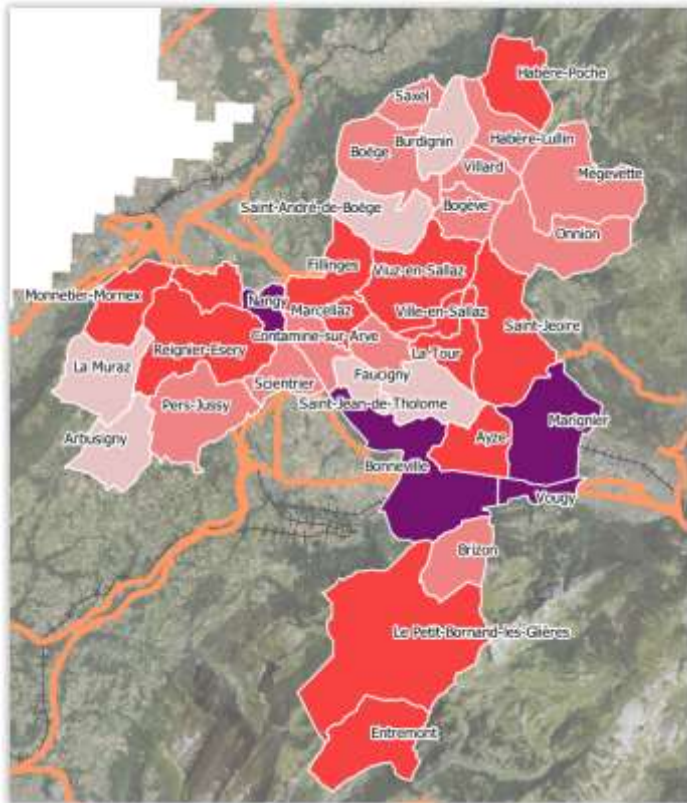 Habère-Poche
Saxel
Burdignin
Habère-Lullin
Boëge
Villard
Mégevette
Saint-André-de-Boëge
Bogève
Onnion
Fillinges
Viuz-en-Sallaz
Monnetier-Mornex
Nangy
Marcellaz
Ville-en-Sallaz
Saint-Jeoire
Contamine-sur-Arve
Reignier-Esery
La Tour
La Muraz
Scientrier
Faucigny
Pers-Jussy
Saint-Jean-de-Tholome
Marignier
Arbusigny
Ayze
Bonneville
Vougy
Brizon
Le Petit-Bornand-les-Glières
Entremont